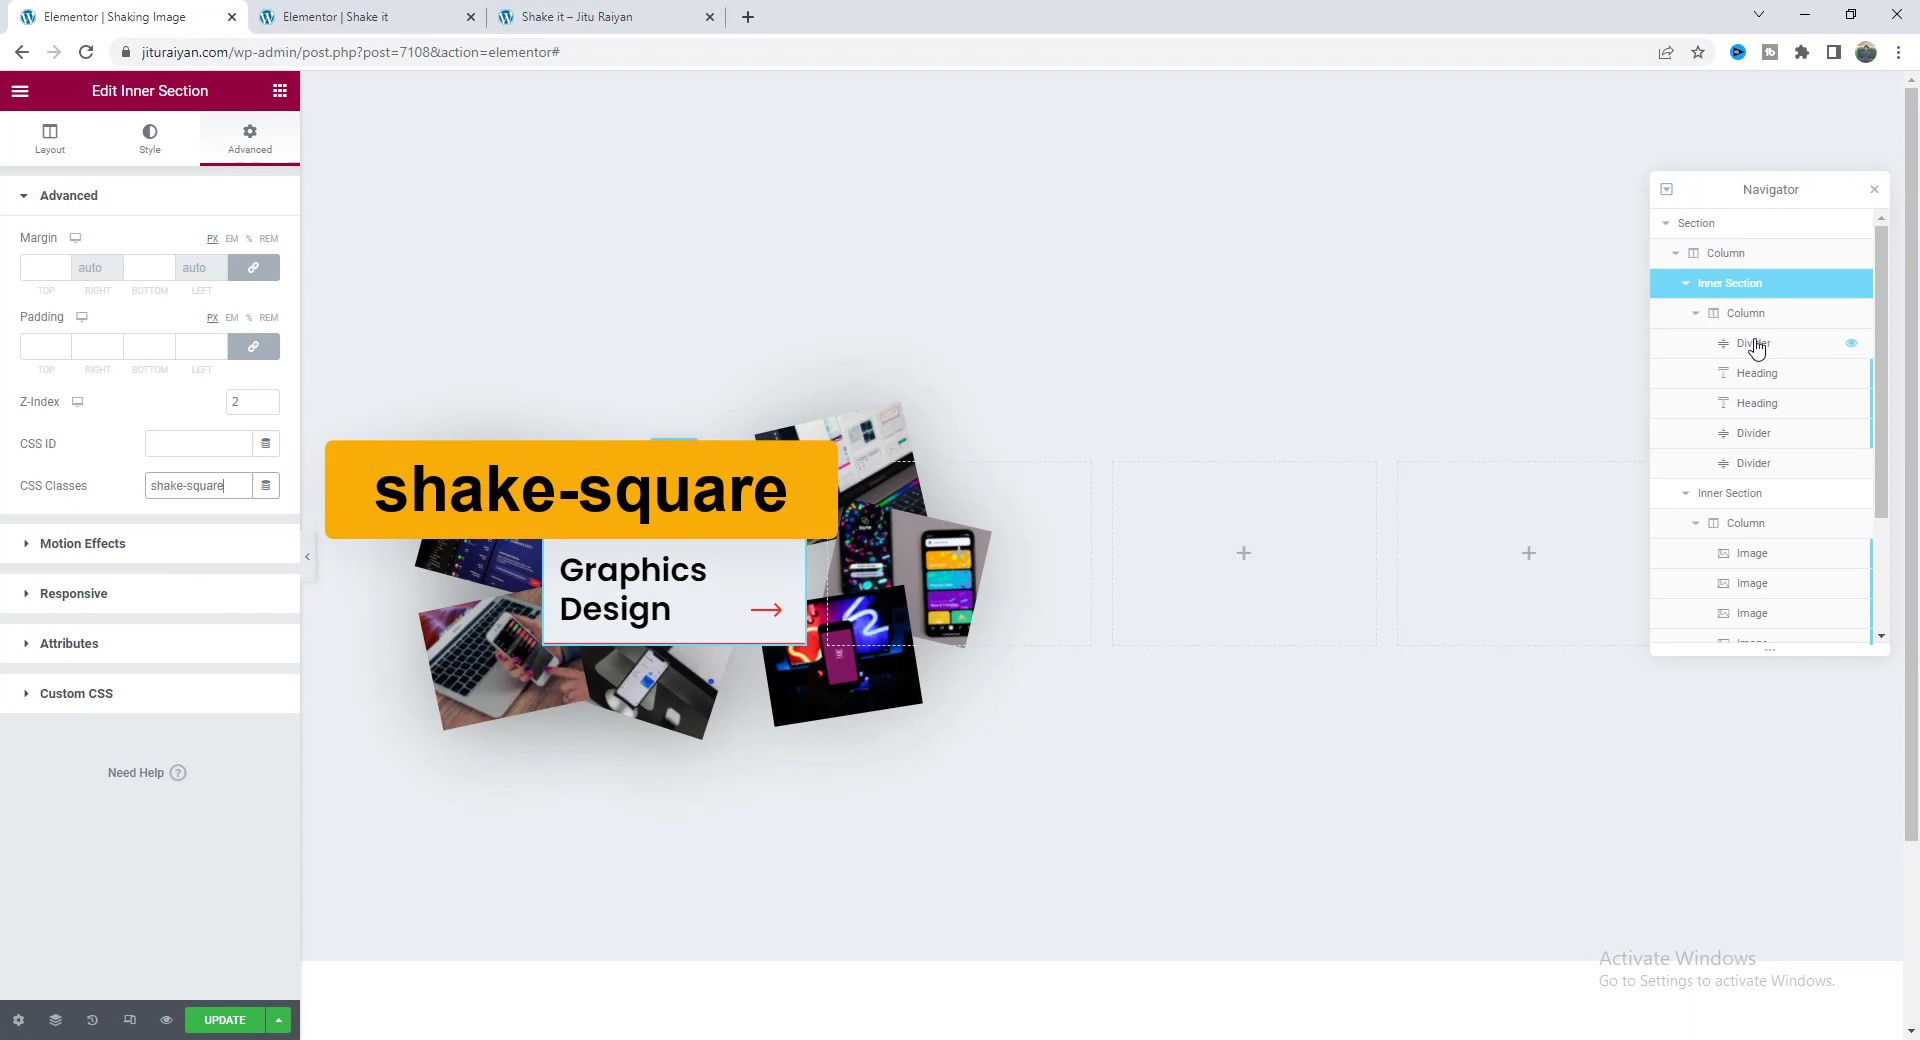 Elementor | Shaking Image
Elementor | Shake it
Shake it – Jitu Raiyan
jituraiyan.com/wp-admin/post.php?post=7108&action=elementor#
Edit Inner Section
Layout
Style
Advanced
Advanced
Margin
PX EM % REM
auto
auto
TOP RIGHT BOTTOM LEFT
Padding
PX EM % REM
TOP RIGHT BOTTOM LEFT
Z-Index
2
CSS ID
CSS Classes
shake-square
Motion Effects
Responsive
Attributes
Custom CSS
Need Help ?
UPDATE
shake-square
Graphics
Design
Navigator
Section
Column
Inner Section
Column
Divider
Heading
Heading
Divider
Divider
Inner Section
Column
Image
Image
Image
Activate Windows
Go to Settings to activate Windows.